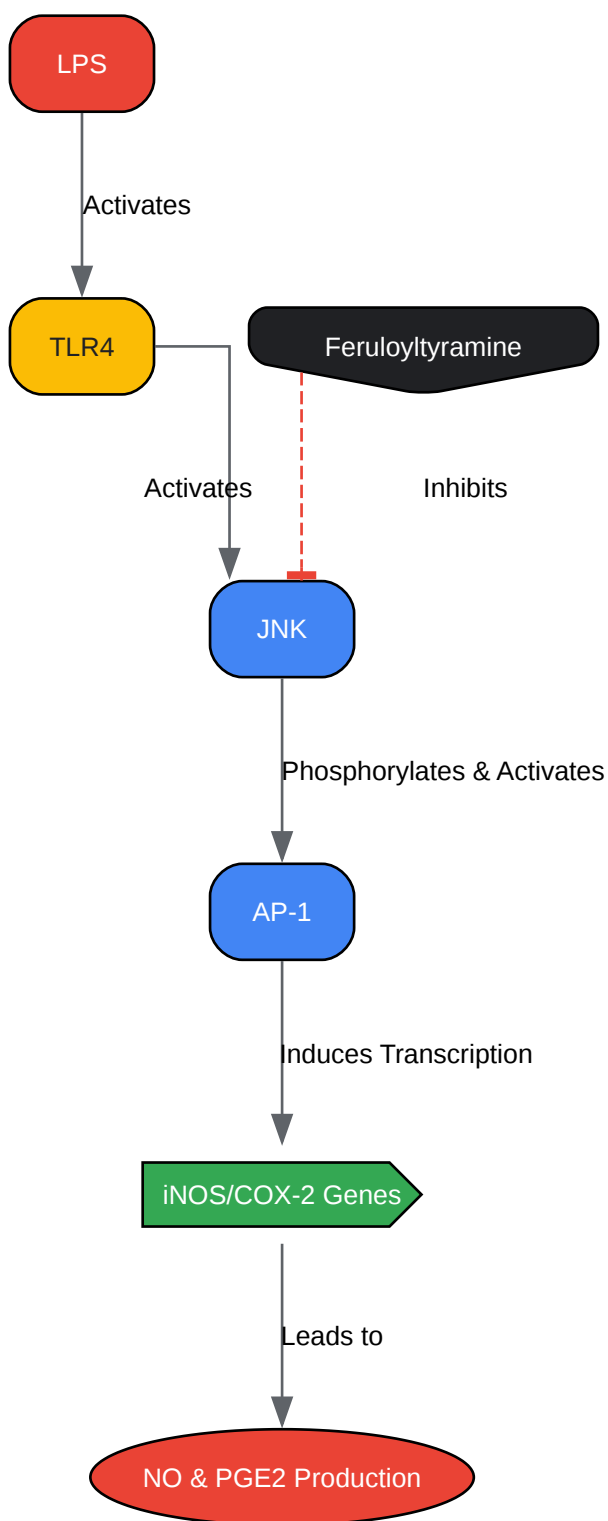 LPS
Activates
TLR4
Feruloyltyramine
Activates
Inhibits
JNK
Phosphorylates & Activates
AP-1
Induces Transcription
iNOS/COX-2 Genes
Leads to
NO & PGE2 Production